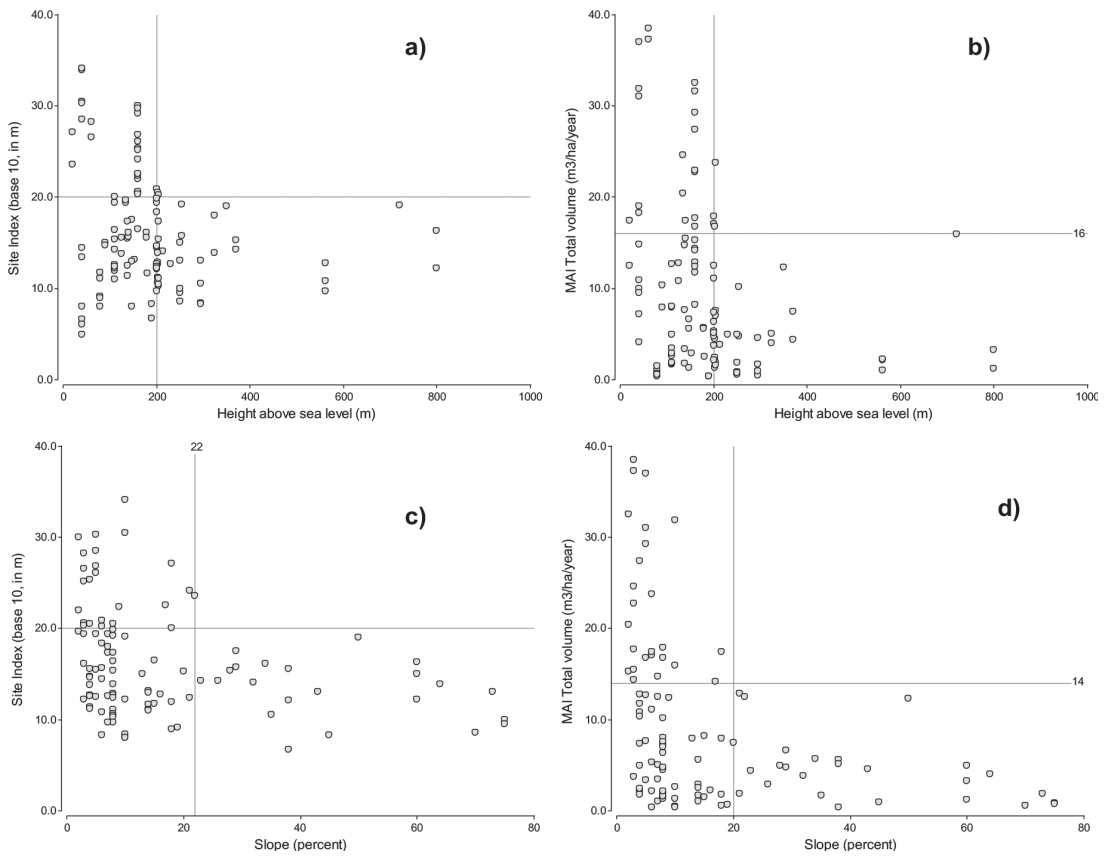 a)
40.0
30.0
20.0
10.0
0.0
Site Index (base 10, in m)
0 200 400 600 800 1000
Height above sea level (m)
b)
40.0
30.0
20.0
10.0
0.0
MAI Total volume (m3/ha/year)
16
0 200 400 600 800 1000
Height above sea level (m)
c)
22
40.0
30.0
20.0
10.0
0.0
Site Index (base 10, in m)
0 20 40 60 80
Slope (percent)
d)
40.0
30.0
20.0
10.0
0.0
MAI Total volume (m3/ha/year)
14
0 20 40 60 80
Slope (percent)